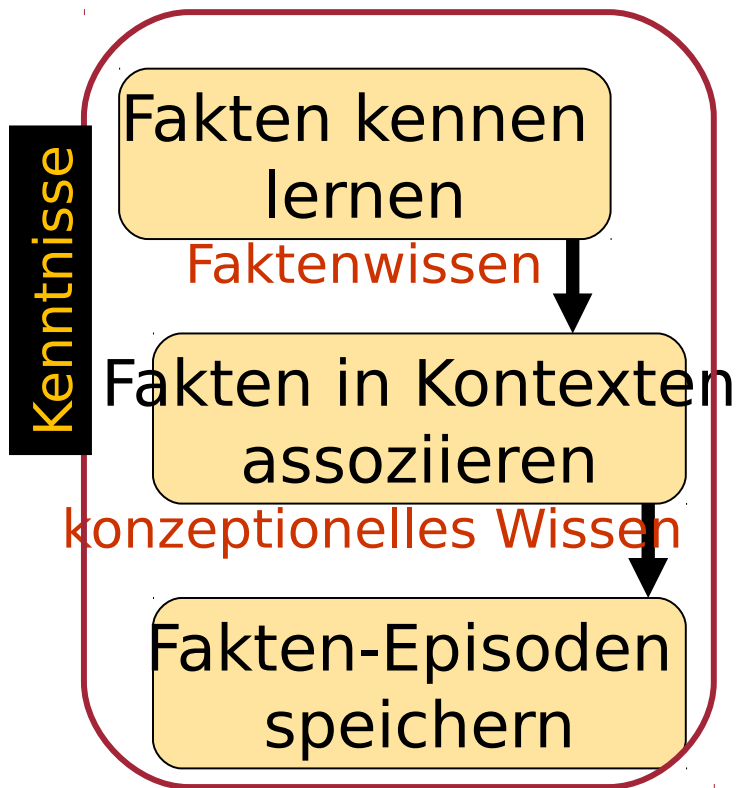 Kenntnisse
Fakten kennen
lernen
Faktenwissen
Fakten in Kontexten
assoziieren
konzeptionelles Wissen
Fakten-Episoden
speichern